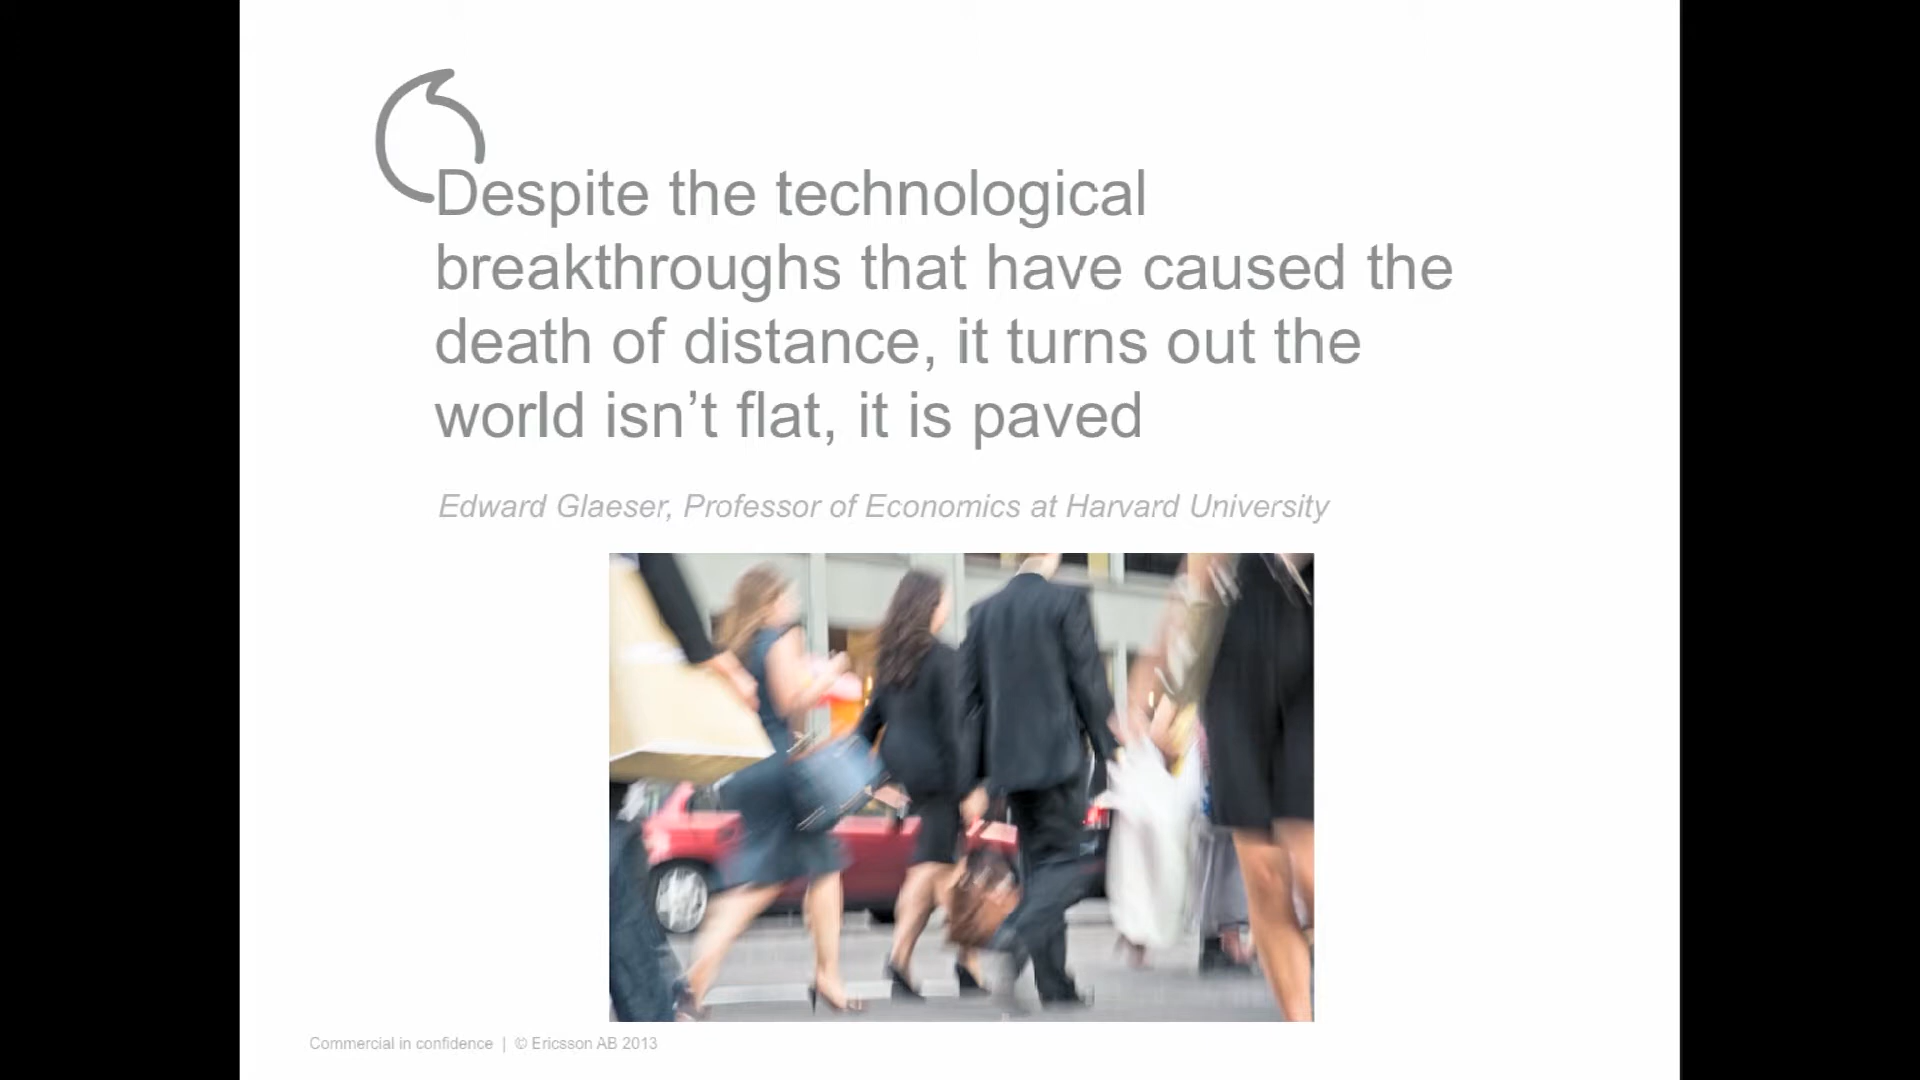 Despite the technological
breakthroughs that have caused the
death of distance, it turns out the
world isn’t flat, it is paved
Edward Glaeser, Professor of Economics at Harvard University
Commercial in confidence | © Ericsson AB 2013